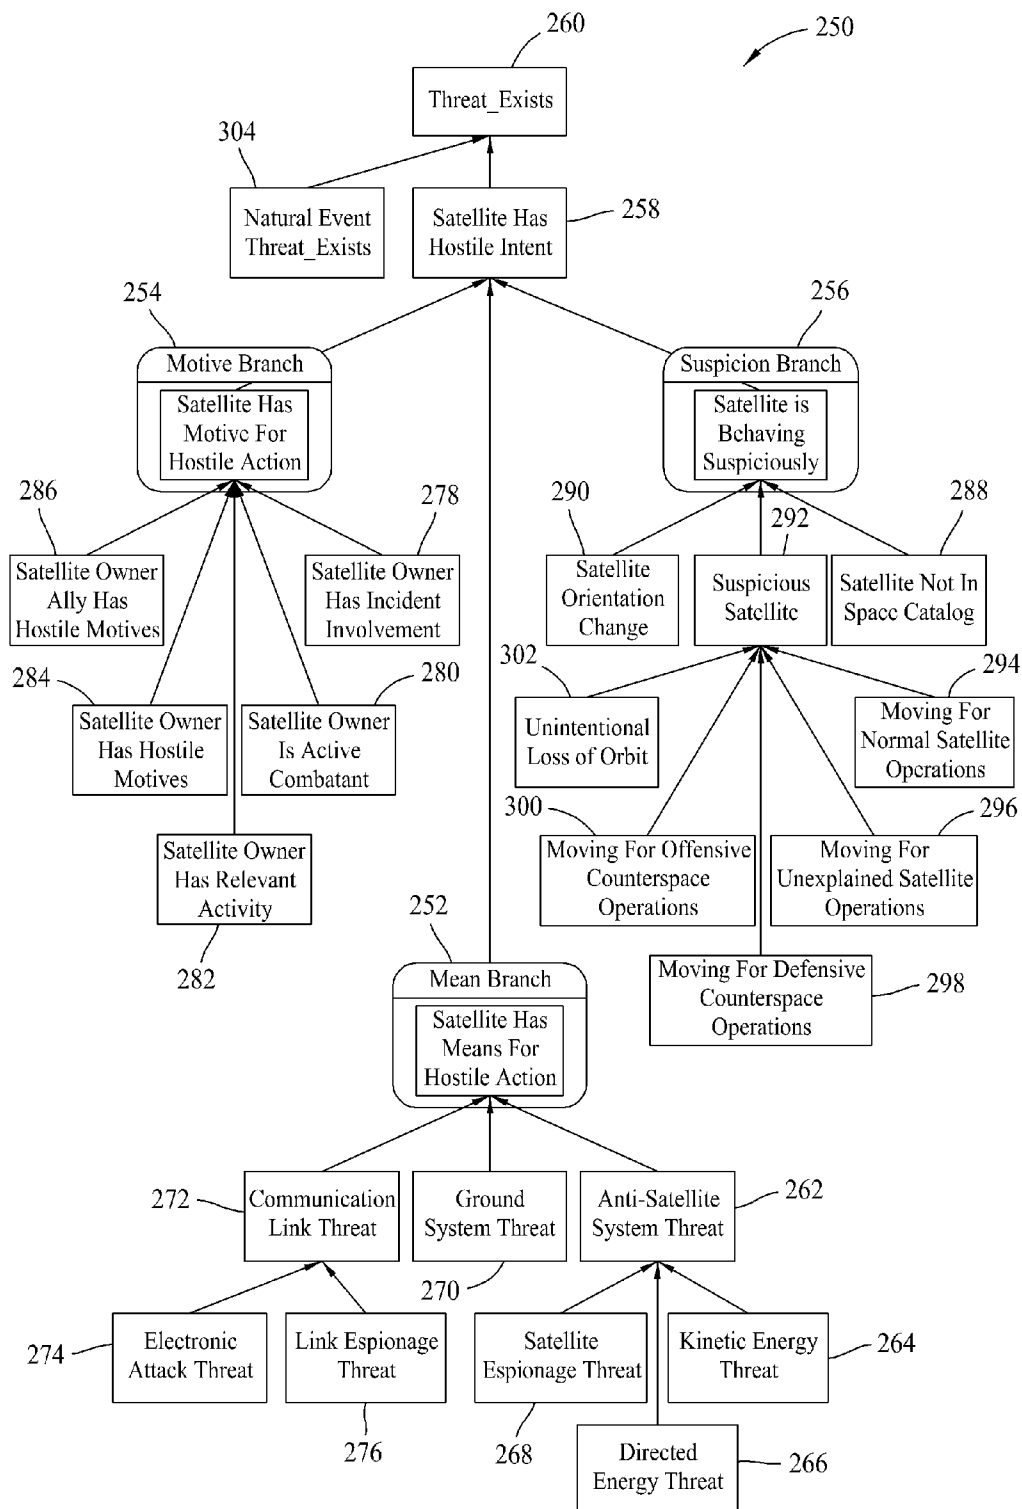 260
250
Threat_Exists
304
Natural Event
Threat_Exists
Satellite Has
Hostile Intent
258
254
256
Motive Branch
Satellite Has
Motive For
Hostile Action
Suspicion Branch
Satellite is
Behaving
Suspiciously
286
278
290
292
288
Satellite Owner
Ally Has
Hostile Motives
Satellite Owner
Has Incident
Involvement
Satellite
Orientation
Change
Suspicious
Satellite
Satellite Not In
Space Catalog
284
280
302
294
Satellite Owner
Has Hostile
Motives
Satellite Owner
Is Active
Combatant
Unintentional
Loss of Orbit
Moving For
Normal Satellite
Operations
300
296
Satellite Owner
Has Relevant
Activity
282
Moving For Offensive
Counterspace
Operations
Moving For
Unexplained Satellite
Operations
252
Mean Branch
Satellite Has
Means For
Hostile Action
Moving For Defensive
Counterspace
Operations
298
272
Communication
Link Threat
Ground
System Threat
270
Anti-Satellite
System Threat
262
274
Electronic
Attack Threat
Link Espionage
Threat
276
Satellite
Espionage Threat
268
Kinetic Energy
Threat
264
Directed
Energy Threat
266